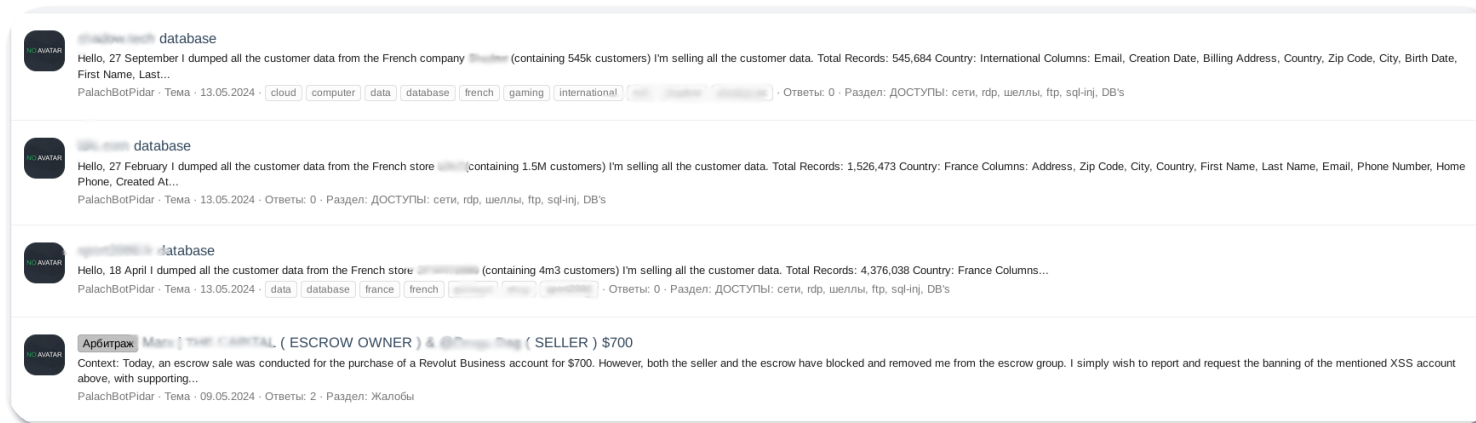 NO AVATAR
database
Hello, 27 September I dumped all the customer data from the French company (containing 545k customers) I'm selling all the customer data. Total Records: 545,684 Country: International Columns: Email, Creation Date, Billing Address, Country, Zip Code, City, Birth Date,
First Name, Last...
PalachBotPidar · Тема · 13.05.2024 · cloud computer data database french gaming international · Ответы: 0 · Раздел: ДОСТУПЫ: сети, rdp, шеллы, ftp, sql-inj, DB's
NO AVATAR
database
Hello, 27 February I dumped all the customer data from the French store (containing 1.5M customers) I'm selling all the customer data. Total Records: 1,526,473 Country: France Columns: Address, Zip Code, City, Country, First Name, Last Name, Email, Phone Number, Home
Phone, Created At...
PalachBotPidar · Тема · 13.05.2024 · Ответы: 0 · Раздел: ДОСТУПЫ: сети, rdp, шеллы, ftp, sql-inj, DB's
NO AVATAR
database
Hello, 18 April I dumped all the customer data from the French store (containing 4m3 customers) I'm selling all the customer data. Total Records: 4,376,038 Country: France Columns...
PalachBotPidar · Тема · 13.05.2024 · data database france french · Ответы: 0 · Раздел: ДОСТУПЫ: сети, rdp, шеллы, ftp, sql-inj, DB's
NO AVATAR
Арбитраж ( ESCROW OWNER ) & ( SELLER ) $700
Context: Today, an escrow sale was conducted for the purchase of a Revolut Business account for $700. However, both the seller and the escrow have blocked and removed me from the escrow group. I simply wish to report and request the banning of the mentioned XSS account
above, with supporting...
PalachBotPidar · Тема · 09.05.2024 · Ответы: 2 · Раздел: Жалобы